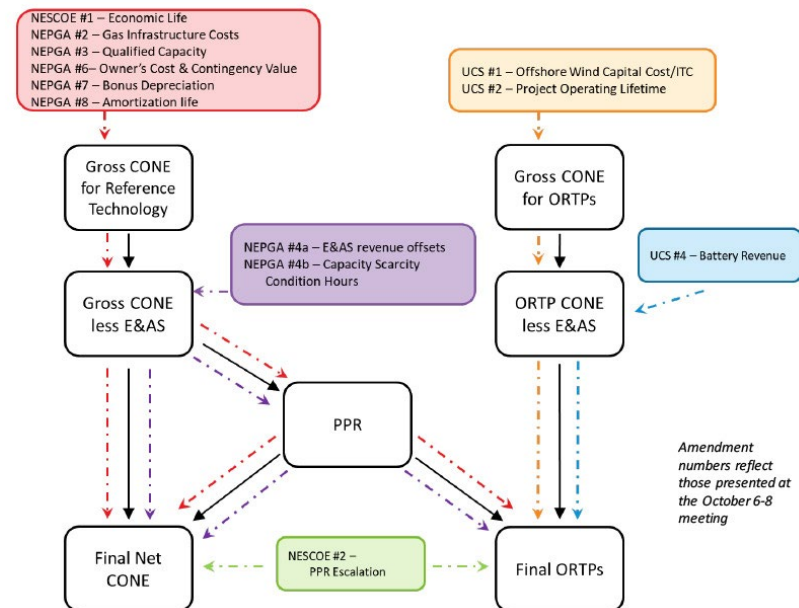 NESCOE #1 – Economic Life
NEPGA #2 – Gas Infrastructure Costs
NEPGA #3 – Qualified Capacity
NEPGA #6– Owner's Cost & Contingency Value
NEPGA #7 – Bonus Depreciation
NEPGA #8 – Amortization life
UCS #1 – Offshore Wind Capital Cost/ITC
UCS #2 – Project Operating Lifetime
Gross CONE
for Reference
Technology
Gross CONE
for ORTPs
NEPGA #4a – E&AS revenue offsets
NEPGA #4b – Capacity Scarcity
Condition Hours
UCS #4 – Battery Revenue
Gross CONE
less E&AS
ORTP CONE
less E&AS
PPR
Amendment
numbers reflect
those presented at
the October 6-8
meeting
Final Net
CONE
NESCOE #2 –
PPR Escalation
Final ORTPs